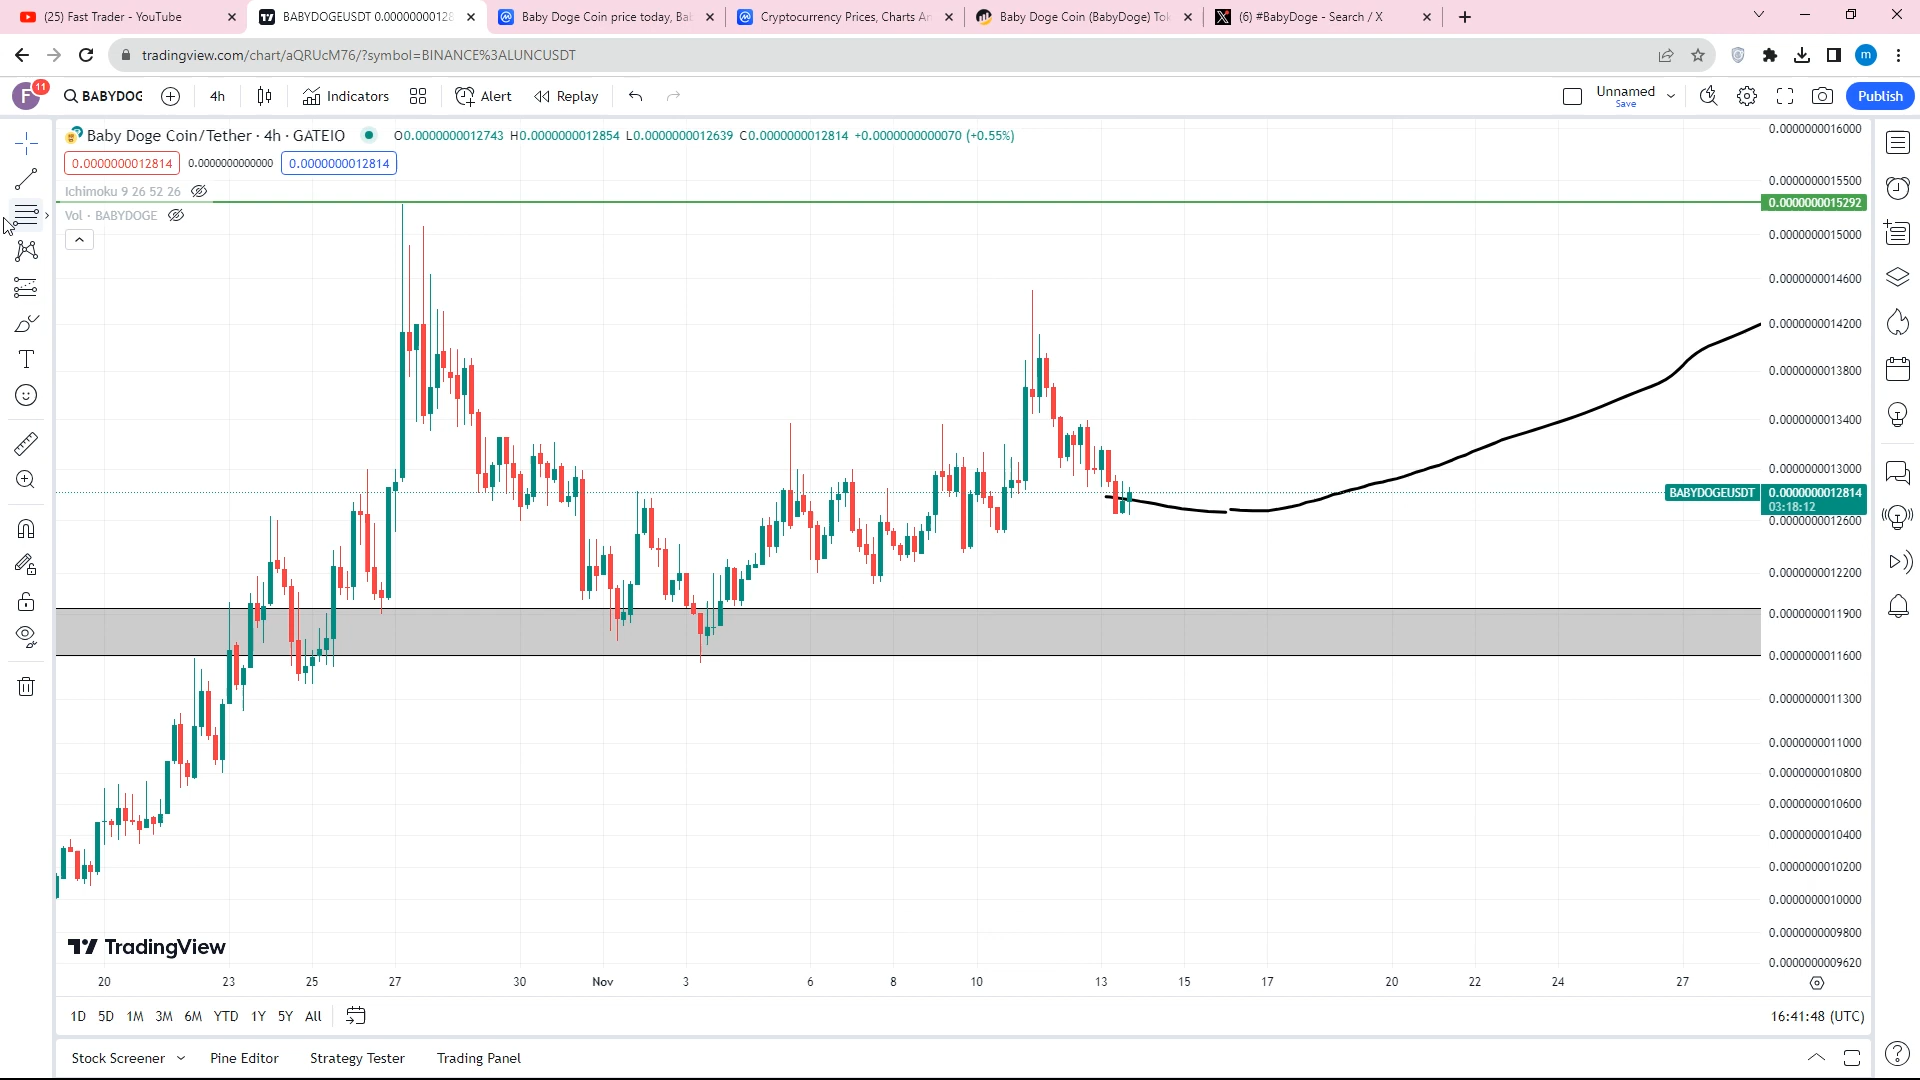 (25) Fast Trader - YouTube
BABYDOGEUSDT 0.0000000012
Baby Doge Coin price today, Ba
Cryptocurrency Prices, Charts An
Baby Doge Coin (BabyDoge) Tok
(6) #BabyDoge - Search / X
tradingview.com/chart/aQRUcM76/?symbol=BINANCE%3ALUNCUSDT
m
F
11
BABYDOG
4h
Indicators
Alert
Replay
Unnamed
Save
Publish
Baby Doge Coin/Tether · 4h · GATEIO
O0.0000000012743 H0.0000000012854 L0.0000000012639 C0.0000000012814 +0.0000000000070 (+0.55%)
0.0000000012814
0.0000000000000
0.0000000012814
Ichimoku 9 26 52 26
Vol · BABYDOGE
0.0000000016000
0.0000000015500
0.0000000015292
0.0000000015000
0.0000000014600
0.0000000014200
0.0000000013800
0.0000000013400
0.0000000013000
BABYDOGEUSDT
0.0000000012814
03:18:12
0.0000000012600
0.0000000012200
0.0000000011900
0.0000000011600
0.0000000011300
0.0000000011000
0.0000000010800
0.0000000010600
0.0000000010400
0.0000000010200
0.0000000010000
0.0000000009800
0.0000000009620
TradingView
20 23 25 27 30 Nov 3 6 8 10 13 15 17 20 22 24 27
1D 5D 1M 3M 6M YTD 1Y 5Y All
16:41:48 (UTC)
Stock Screener
Pine Editor
Strategy Tester
Trading Panel